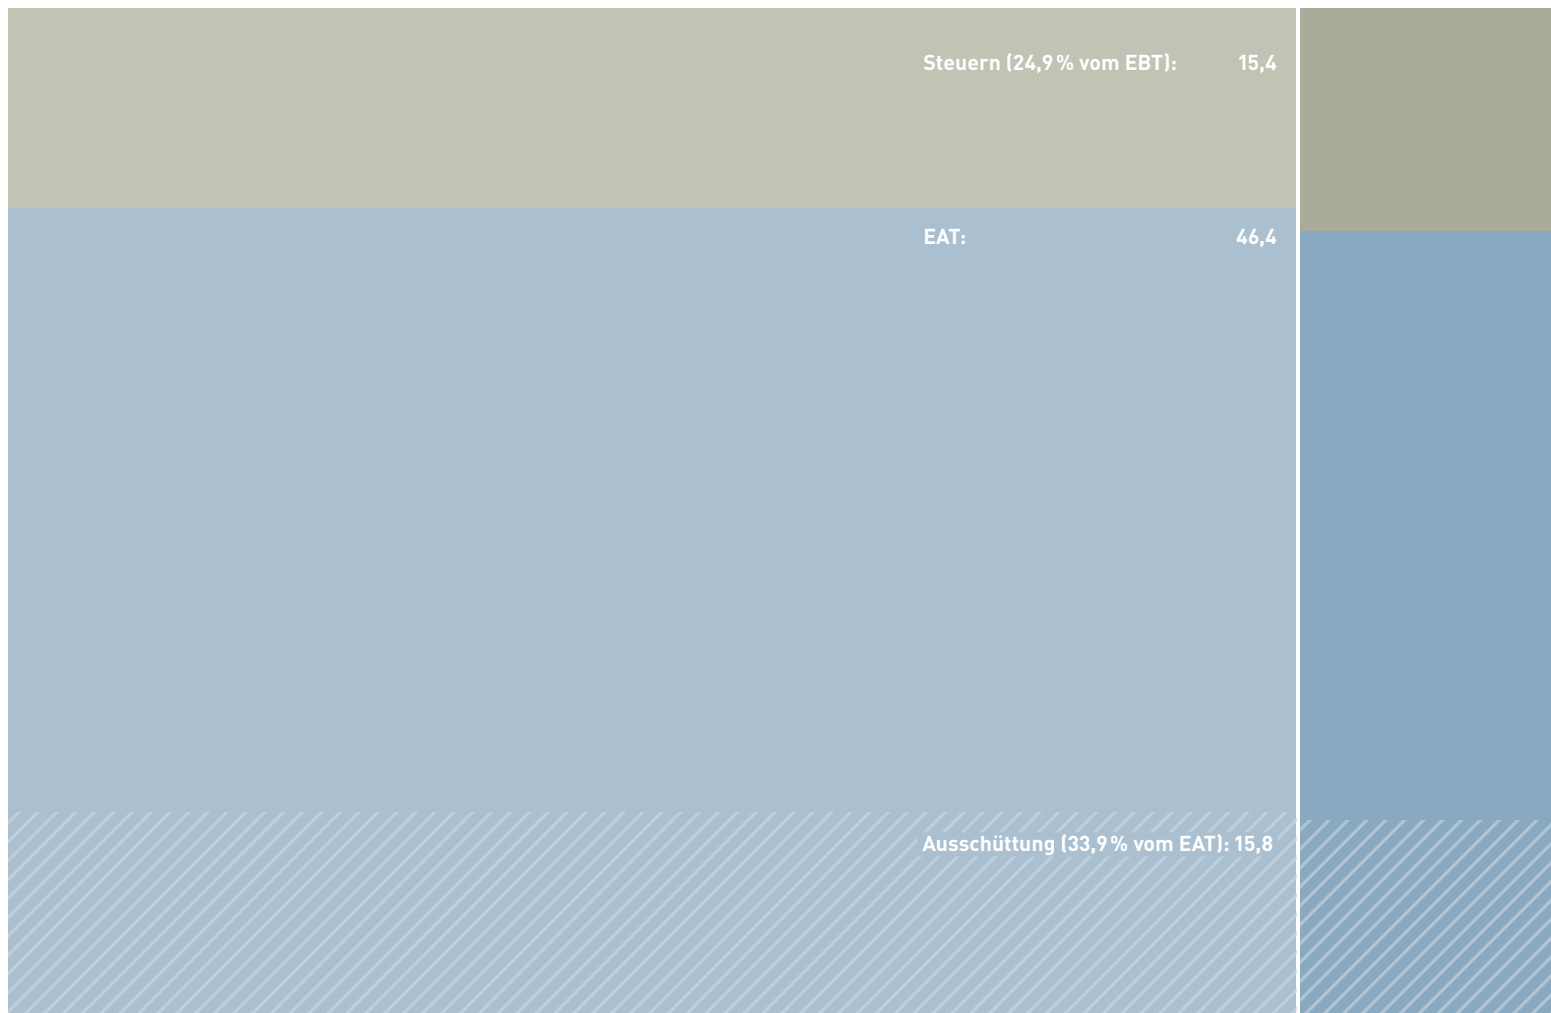 Steuern (24,9 % vom EBT): 15,4
EAT: 46,4
Ausschüttung (33,9 % vom EAT): 15,8